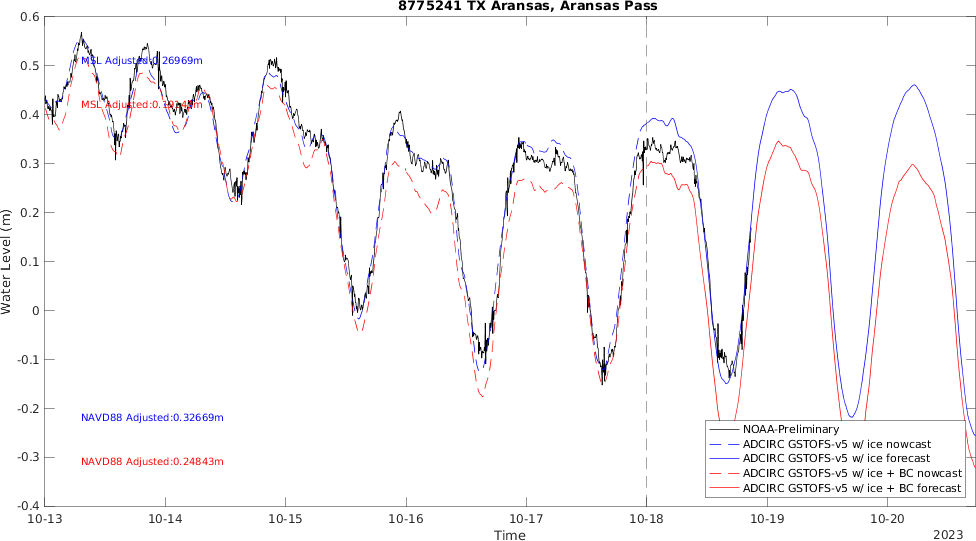 8775241 TX Aransas, Aransas Pass
0.6
0.5
0.4
0.3
0.2
0.1
0
-0.1
-0.2
-0.3
-0.4
Water Level (m)
MSL Adjusted:0.26969m
MSL
NAVD88 Adjusted:0.32669m
NAVD88 Adjusted:0.24843m
NOAA-Preliminary
ADCIRC GSTOFS-v5 w/ ice nowcast
ADCIRC GSTOFS-v5 w/ ice forecast
ADCIRC GSTOFS-v5 w/ ice + BC nowcast
ADCIRC GSTOFS-v5 w/ ice + BC forecast
10-13 10-14 10-15 10-16 10-17 10-18 10-19 10-20
Time
2023